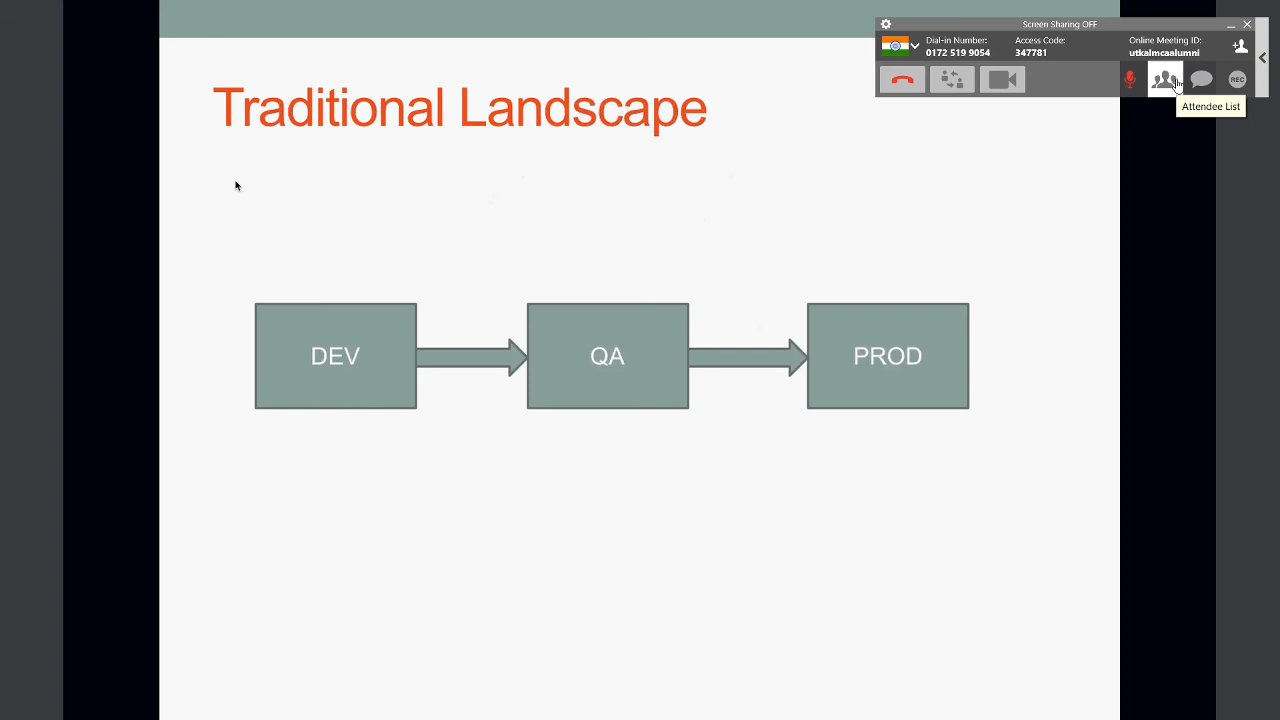 Screen Sharing OFF
Dial-in Number:
0172 519 9054
Access Code:
347781
Online Meeting ID:
utkalmcaalumni
REC
Attendee List
Traditional Landscape
DEV
QA
PROD